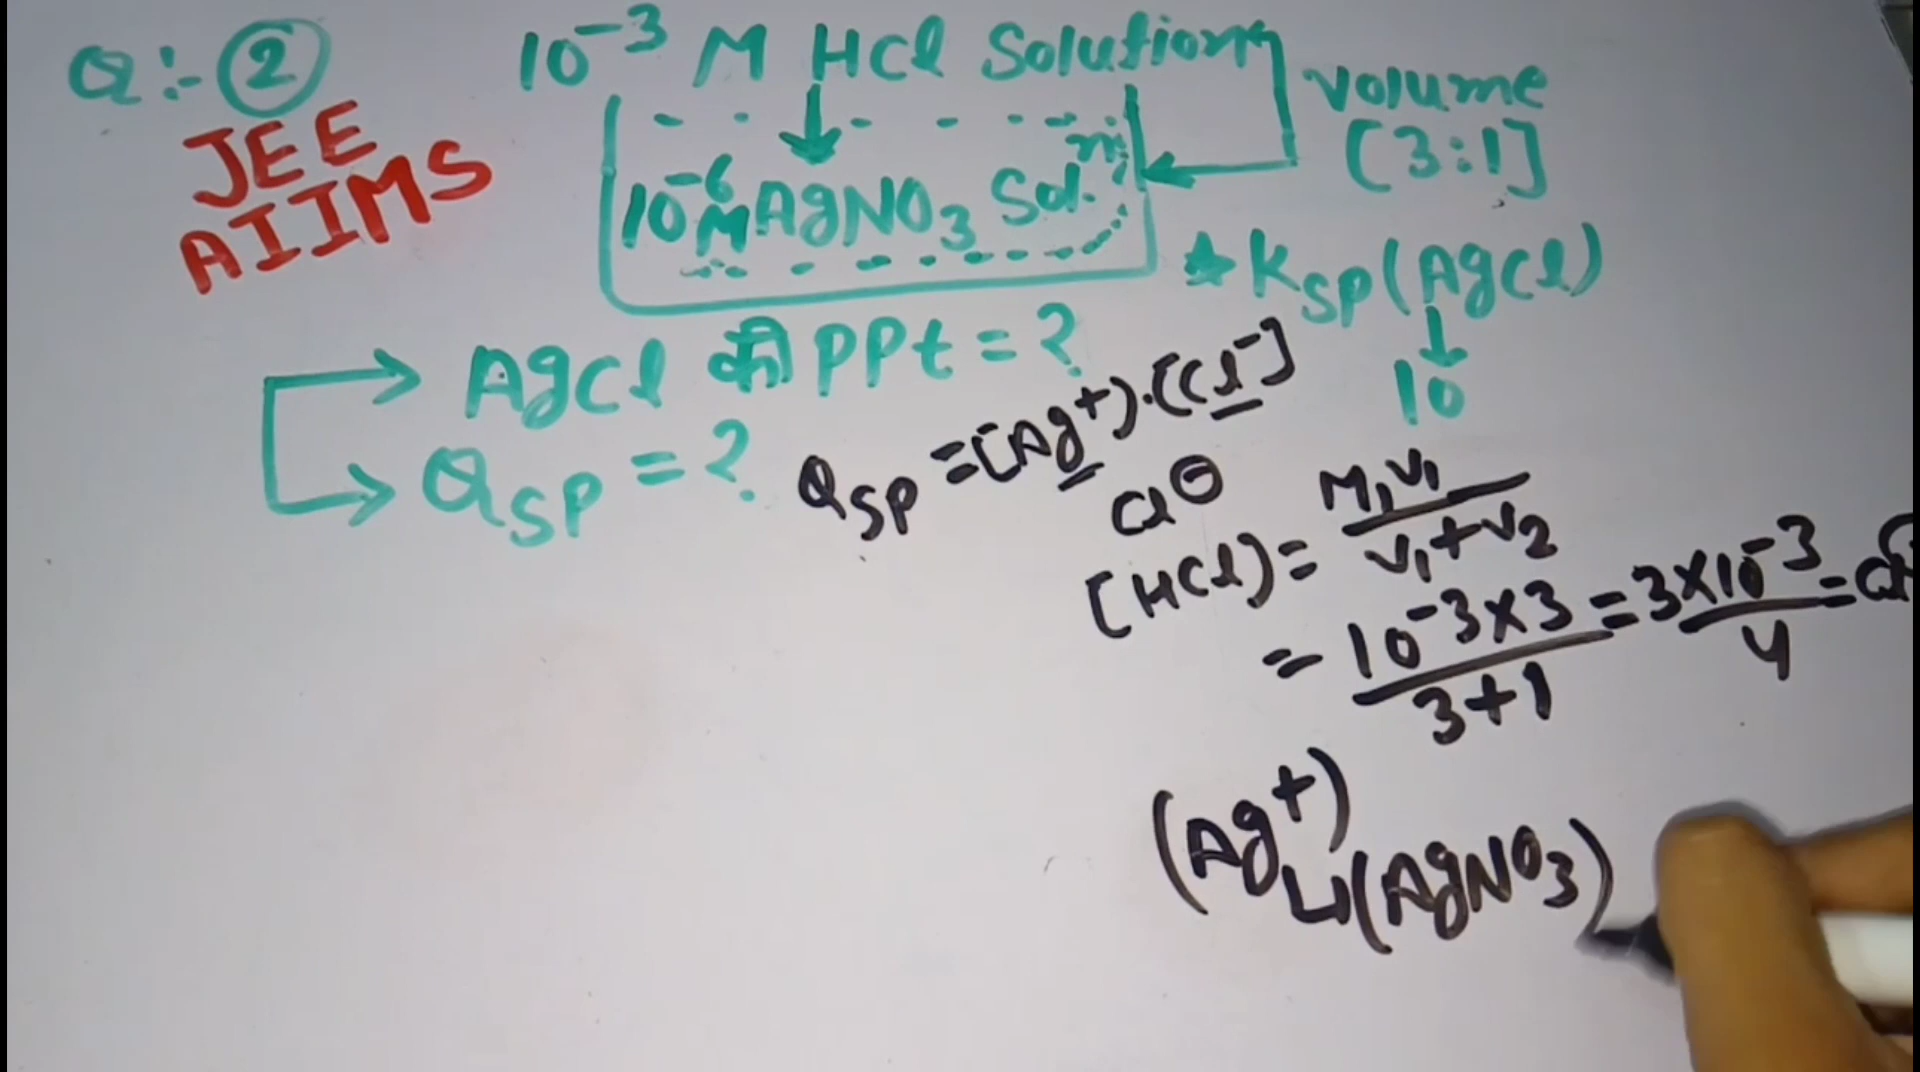 Q:- ② 10⁻³ M HCl Solution
JEE
AIIMS
volume
[3:1]
10⁻⁶M AgNO₃ Sol.ⁿ
* Ksp(AgCl)
10
AgCl की PPt = ?
Qsp = ?
Qsp = [Ag⁺).[Cl⁻]
Cl⊖
[HCl) = M₁V₁
V₁+V₂
= 10⁻³×3 = 3×10⁻³ = Cl
3+1 4
(Ag⁺)
↳(AgNO₃)